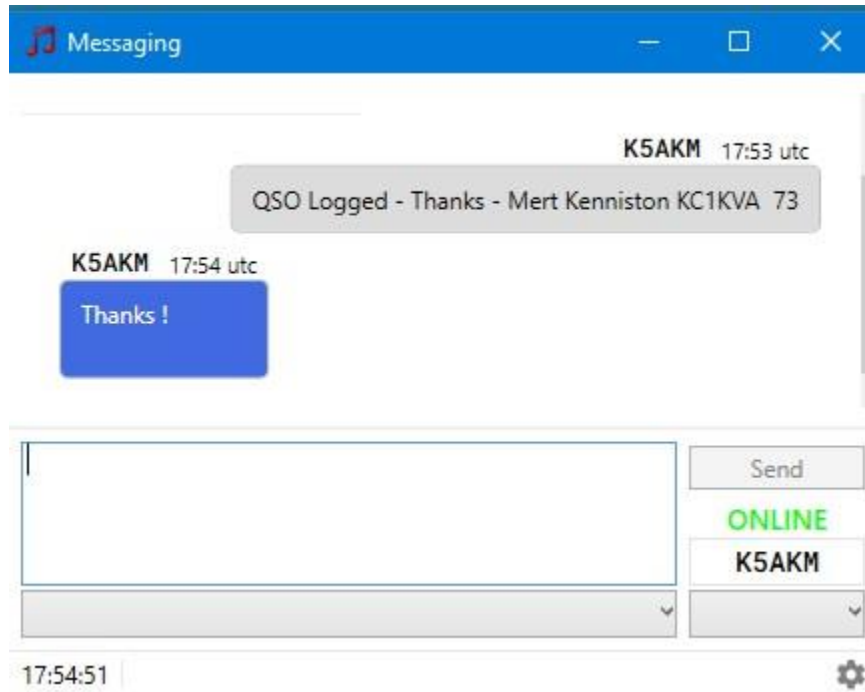 Messaging
K5AKM 17:53 utc
QSO Logged - Thanks - Mert Kenniston KC1KVA 73
K5AKM 17:54 utc
Thanks !
Send
ONLINE
K5AKM
17:54:51